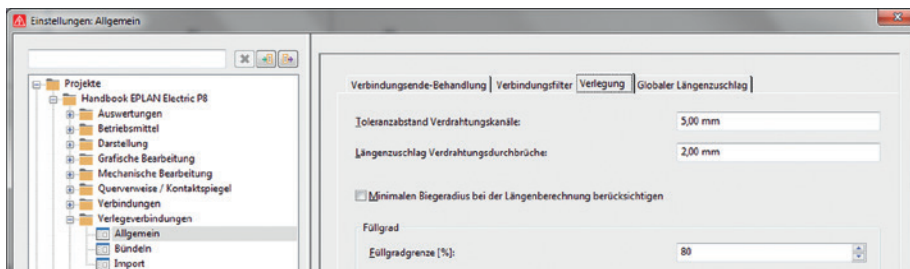 Einstellungen: Allgemein
Projekte
Handbook EPLAN Electric P8
Auswertungen
Betriebsmittel
Darstellung
Grafische Bearbeitung
Mechanische Bearbeitung
Querverweise / Kontaktspiegel
Verbindungen
Verlegeverbindungen
Allgemein
Bündeln
Import
Verbindungsende-Behandlung Verbindungsfilter Verlegung Globaler Längenzuschlag
Toleranzabstand Verdrahtungskanäle: 5,00 mm
Längenzuschlag Verdrahtungsdurchbrüche: 2,00 mm
Minimalen Biegeradius bei der Längenberechnung berücksichtigen
Füllgrad
Füllgradgrenze [%]: 80